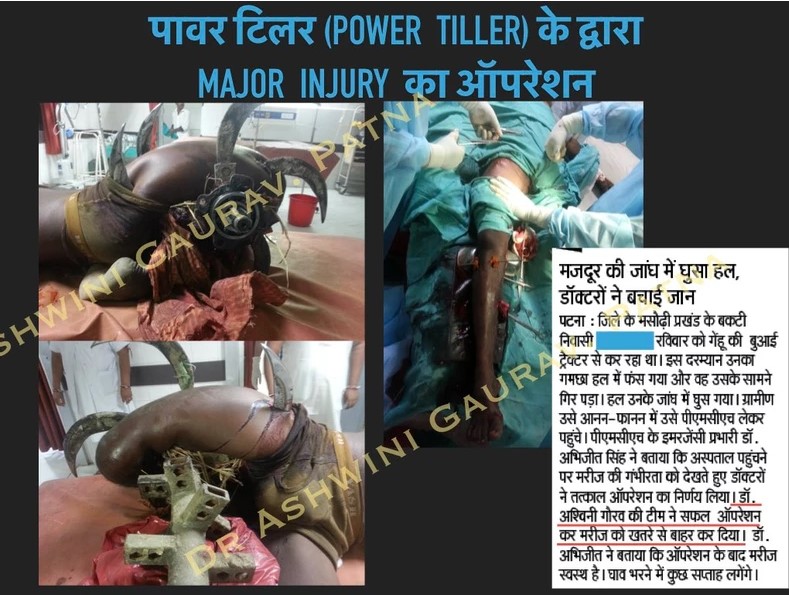 पावर टिलर (POWER TILLER) के द्वारा
MAJOR INJURY का ऑपरेशन
DR ASHWINI GAURAV PATNA
DR ASHWINI GAURAV PATNA
मजदूर की जांघ में घुसा हल,
डॉक्टरों ने बचाई जान
पटना : जिले के मसोढ़ी प्रखंड के बकटी
निवासी रविवार को गेंहू की बुआई
ट्रैक्टर से कर रहा था। इस दरम्यान उनका
गमछा हल में फंस गया और वह उसके सामने
गिर पड़ा। हल उनके जांघ में घुस गया। ग्रामीण
उसे आनन-फानन में उसे पीएमसीएच लेकर
पहुंचे। पीएमसीएच के इमरजेंसी प्रभारी डॉ.
अभिजीत सिंह ने बताया कि अस्पताल पहुंचने
पर मरीज की गंभीरता को देखते हुए डॉक्टरों
ने तत्काल ऑपरेशन का निर्णय लिया। डॉ.
अश्विनी गौरव की टीम ने सफल ऑपरेशन
कर मरीज को खतरे से बाहर कर दिया। डॉ.
अभिजीत ने बताया कि ऑपरेशन के बाद मरीज
स्वस्थ है। घाव भरने में कुछ सप्ताह लगेंगे।